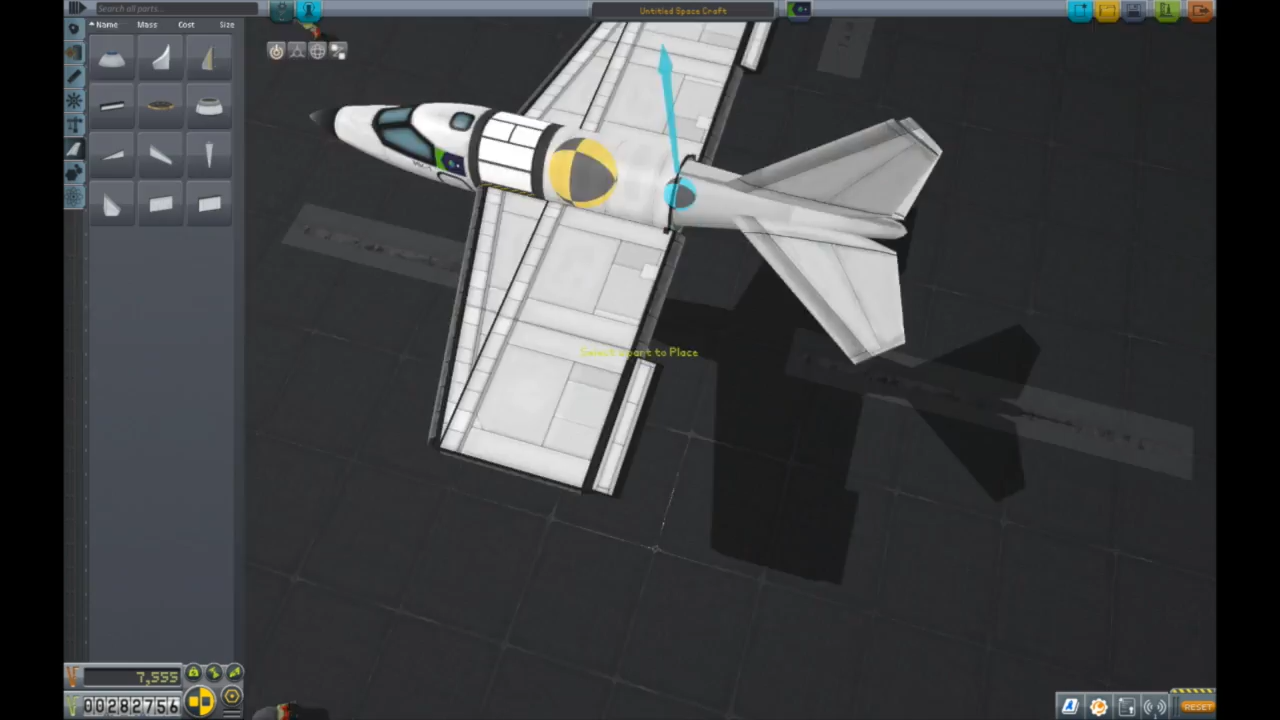 Search all parts...
Untitled Space Craft
Name Mass Cost Size
Select a part to Place
7,555
00282756
RESET